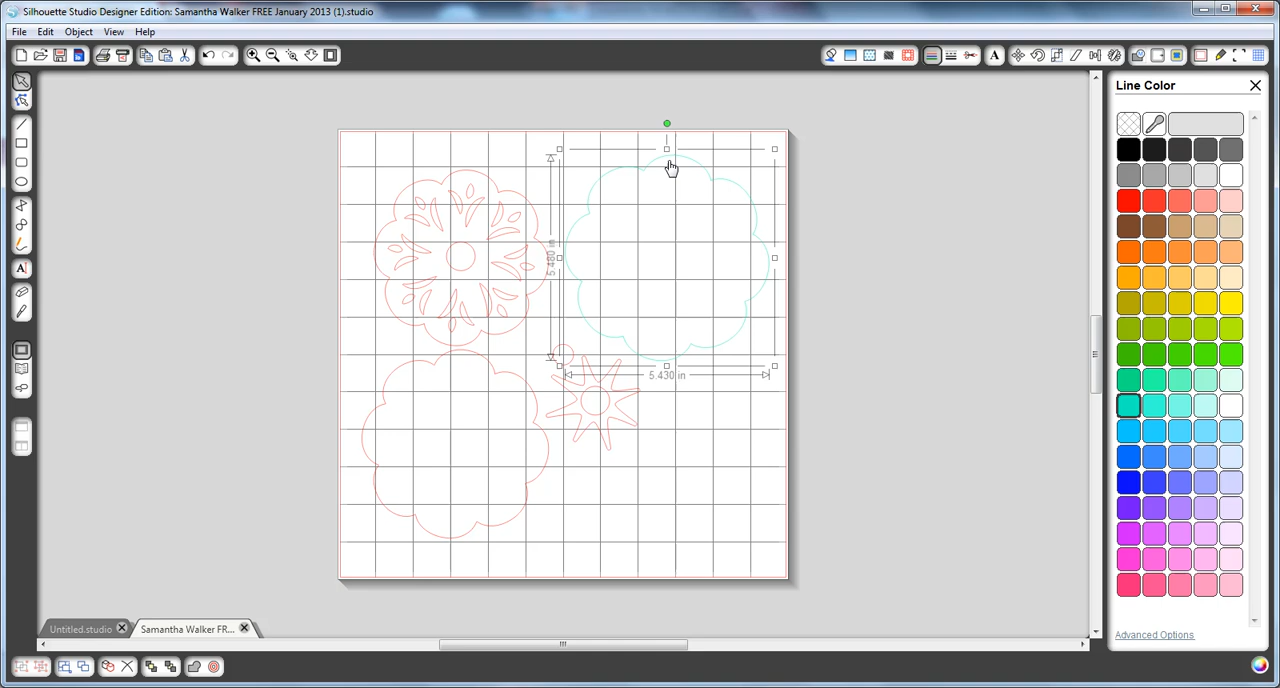 Silhouette Studio Designer Edition: Samantha Walker FREE January 2013 (1).studio
File Edit Object View Help
A
Line Color
A
5.480 in
5.430 in
Advanced Options
Untitled.studio
Samantha Walker FR...